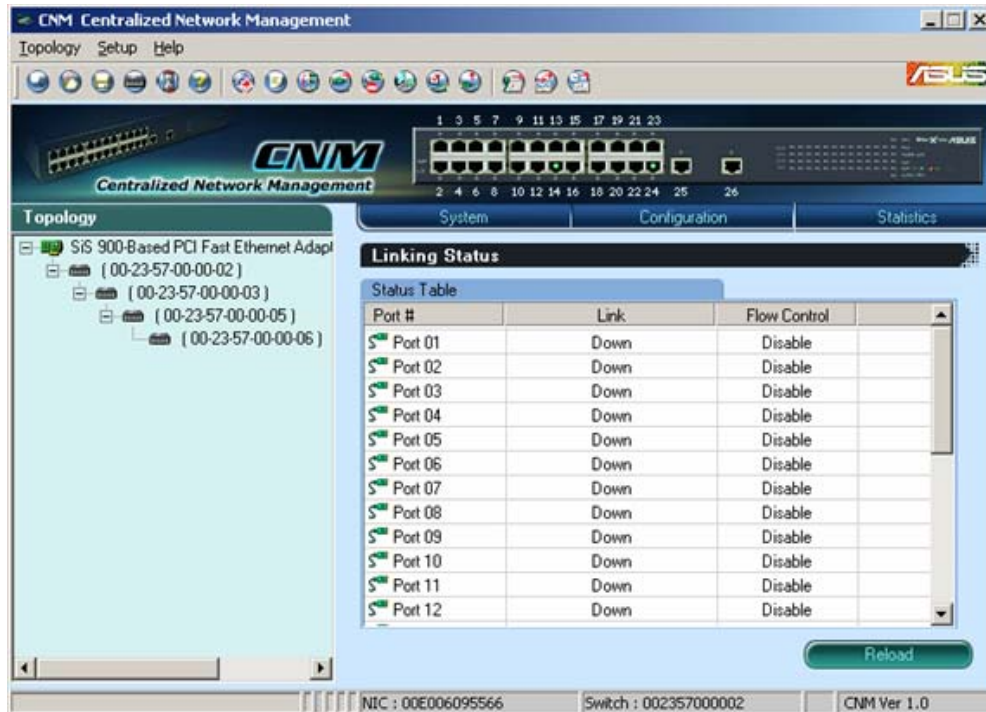 CNM Centralized Network Management
Topology Setup Help
ASUS
1 3 5 7 9 11 13 15 17 19 21 23
CNM
Centralized Network Management
2 4 6 8 10 12 14 16 18 20 22 24 25 26
Topology
System Configuration Statistics
SiS 900-Based PCI Fast Ethernet Adapt
( 00-23-57-00-00-02 )
( 00-23-57-00-00-03 )
( 00-23-57-00-00-05 )
( 00-23-57-00-00-06 )
Linking Status
Status Table
Port # Link Flow Control
Port 01 Down Disable
Port 02 Down Disable
Port 03 Down Disable
Port 04 Down Disable
Port 05 Down Disable
Port 06 Down Disable
Port 07 Down Disable
Port 08 Down Disable
Port 09 Down Disable
Port 10 Down Disable
Port 11 Down Disable
Port 12 Down Disable
Reload
NIC : 00E006095566 Switch : 002357000002 CNM Ver 1.0